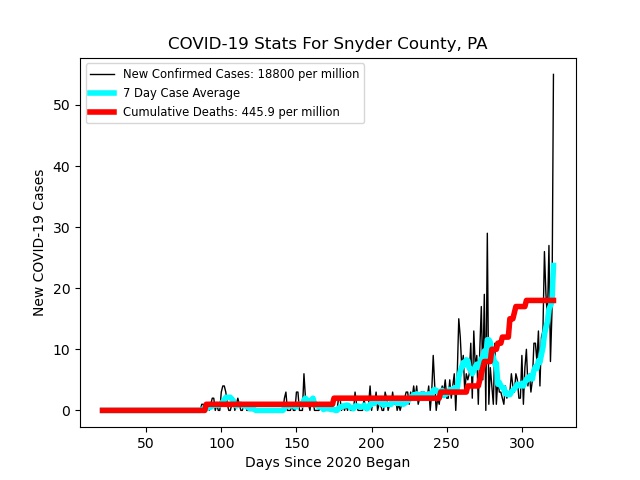 COVID-19 Stats For Snyder County, PA
New Confirmed Cases: 18800 per million
7 Day Case Average
Cumulative Deaths: 445.9 per million
New COVID-19 Cases
50
40
30
20
10
0
50 100 150 200 250 300
Days Since 2020 Began